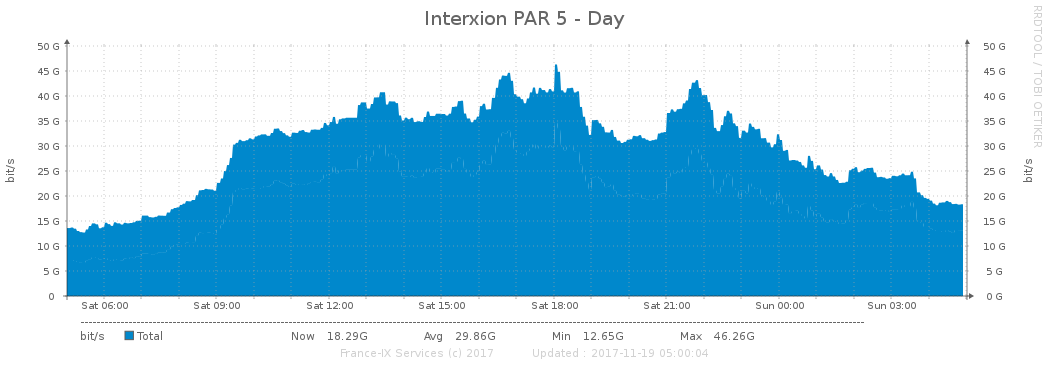 Interxion PAR 5 - Day
RRDTOOL / TOBI OETIKER
50 G 50 G
45 G 45 G
40 G 40 G
35 G 35 G
30 G 30 G
25 G 25 G
20 G 20 G
15 G 15 G
10 G 10 G
5 G 5 G
0 0 G
bit/s bit/s
Sat 06:00 Sat 09:00 Sat 12:00 Sat 15:00 Sat 18:00 Sat 21:00 Sun 00:00 Sun 03:00
bit/s Total Now 18.29G Avg 29.86G Min 12.65G Max 46.26G
France-IX Services (c) 2017 Updated : 2017-11-19 05:00:04